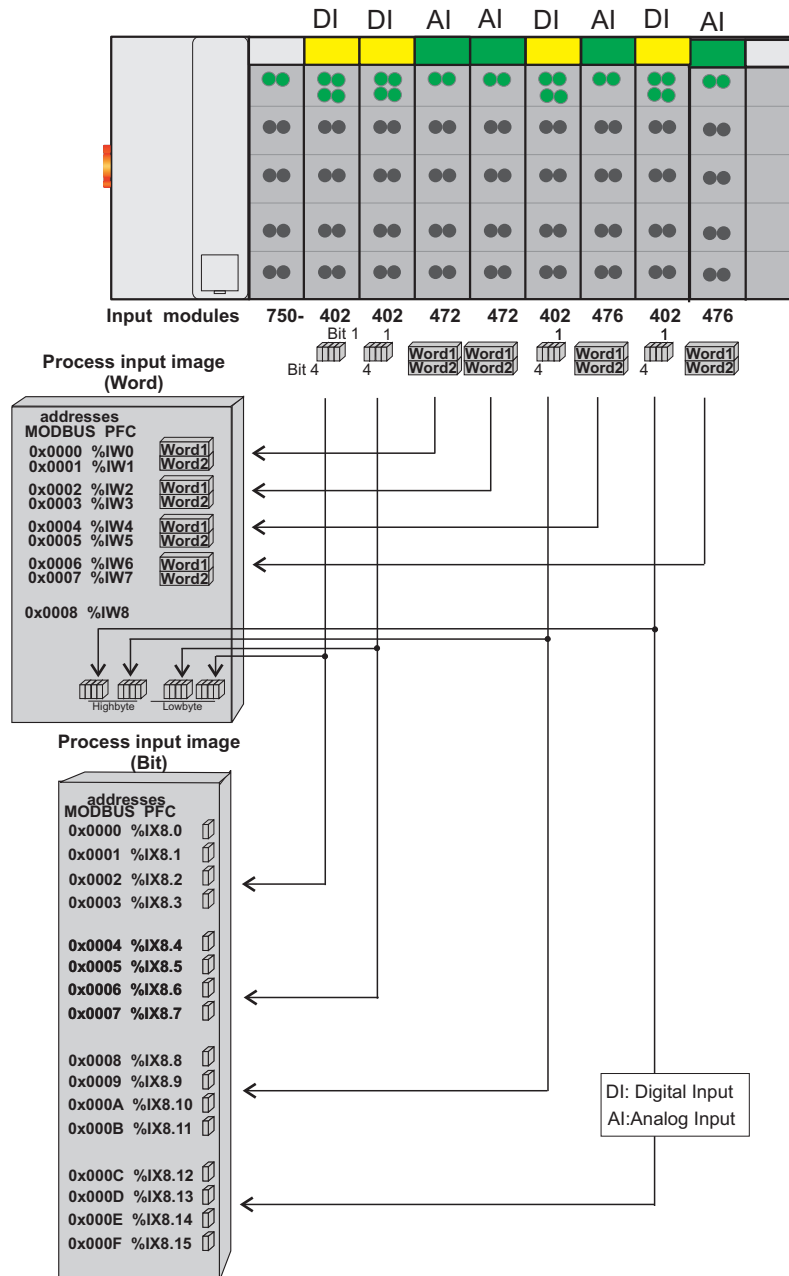 DI DI AI AI DI AI DI AI
Input modules 750- 402 402 472 472 402 476 402 476
Bit 1 1 1 1
Bit 4 4 4 4
Word1 Word1 Word1 Word1
Word2 Word2 Word2 Word2
Process input image
(Word)
addresses
MODBUS PFC
0x0000 %IW0 Word1
0x0001 %IW1 Word2
0x0002 %IW2 Word1
0x0003 %IW3 Word2
0x0004 %IW4 Word1
0x0005 %IW5 Word2
0x0006 %IW6 Word1
0x0007 %IW7 Word2
0x0008 %IW8
Highbyte Lowbyte
Process input image
(Bit)
addresses
MODBUS PFC
0x0000 %IX8.0
0x0001 %IX8.1
0x0002 %IX8.2
0x0003 %IX8.3
0x0004 %IX8.4
0x0005 %IX8.5
0x0006 %IX8.6
0x0007 %IX8.7
0x0008 %IX8.8
0x0009 %IX8.9
0x000A %IX8.10
0x000B %IX8.11
0x000C %IX8.12
0x000D %IX8.13
0x000E %IX8.14
0x000F %IX8.15
DI: Digital Input
AI:Analog Input